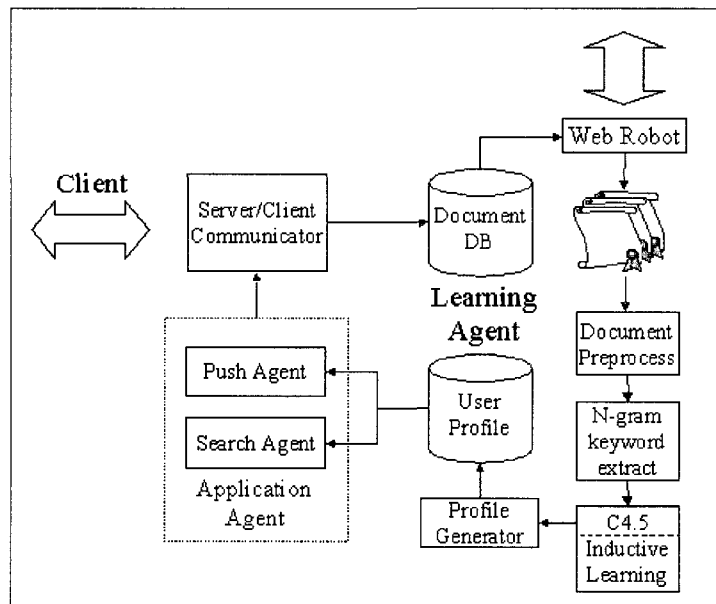 Web Robot
Client
Server/Client
Communicator
Document
DB
Learning
Agent
Document
Preprocess
Push Agent
User
Profile
N-gram
keyword
extract
Search Agent
Application
Agent
Profile
Generator
C4.5
Inductive
Learning